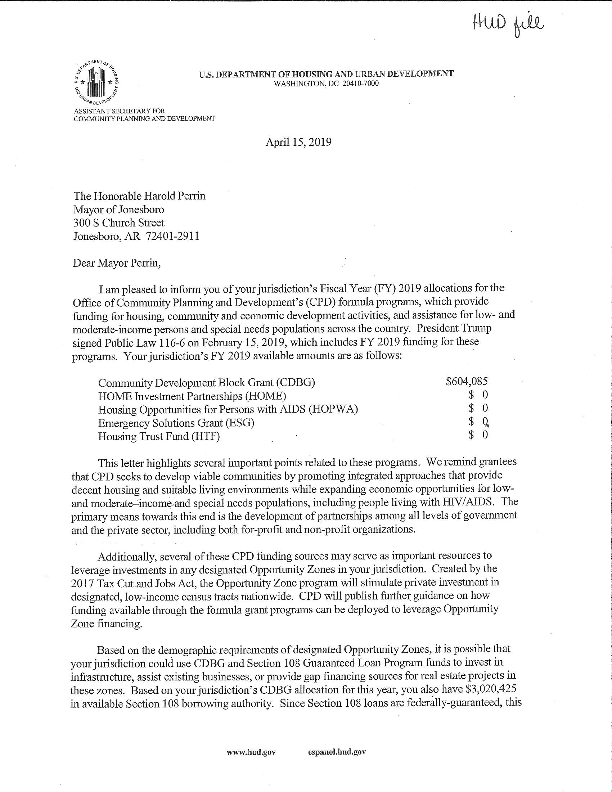 HUD file
U.S. DEPARTMENT OF HOUSING AND URBAN DEVELOPMENT
WASHINGTON, DC 20410-7000
ASSISTANT SECRETARY FOR
COMMUNITY PLANNING AND DEVELOPMENT
April 15, 2019
The Honorable Harold Perrin
Mayor of Jonesboro
300 S Church Street
Jonesboro, AR 72401-2911
Dear Mayor Perrin,
I am pleased to inform you of your jurisdiction's Fiscal Year (FY) 2019 allocations for the
Office of Community Planning and Development's (CPD) formula programs, which provide
funding for housing, community and economic development activities, and assistance for low- and
moderate-income persons and special needs populations across the country. President Trump
signed Public Law 116-6 on February 15, 2019, which includes FY 2019 funding for these
programs. Your jurisdiction's FY 2019 available amounts are as follows:
Community Development Block Grant (CDBG) $604,085
HOME Investment Partnerships (HOME) $ 0
Housing Opportunities for Persons with AIDS (HOPWA) $ 0
Emergency Solutions Grant (ESG) $ 0
Housing Trust Fund (HTF) $ 0
This letter highlights several important points related to these programs. We remind grantees
that CPD seeks to develop viable communities by promoting integrated approaches that provide
decent housing and suitable living environments while expanding economic opportunities for low-
and moderate-income and special needs populations, including people living with HIV/AIDS. The
primary means towards this end is the development of partnerships among all levels of government
and the private sector, including both for-profit and non-profit organizations.
Additionally, several of these CPD funding sources may serve as important resources to
leverage investments in any designated Opportunity Zones in your jurisdiction. Created by the
2017 Tax Cut and Jobs Act, the Opportunity Zone program will stimulate private investment in
designated, low-income census tracts nationwide. CPD will publish further guidance on how
funding available through the formula grant programs can be deployed to leverage Opportunity
Zone financing.
Based on the demographic requirements of designated Opportunity Zones, it is possible that
your jurisdiction could use CDBG and Section 108 Guaranteed Loan Program funds to invest in
infrastructure, assist existing businesses, or provide gap financing sources for real estate projects in
these zones. Based on your jurisdiction's CDBG allocation for this year, you also have $3,020,425
in available Section 108 borrowing authority. Since Section 108 loans are federally-guaranteed, this
www.hud.gov espanol.hud.gov